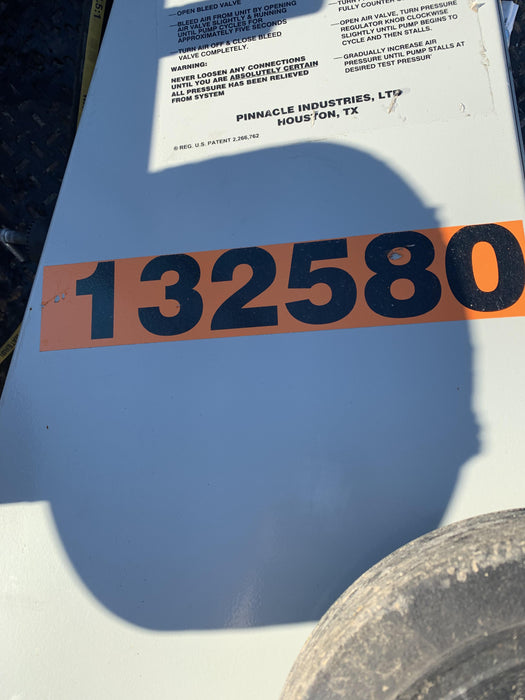 —OPEN BLEED VALVE
—BLEED AIR FROM UNIT BY OPENING
AIR VALVE SLIGHTLY & RUNNING
UNTIL PUMP CYCLES FOR
APPROXIMATELY FIVE SECONDS
—TURN AIR OFF & CLOSE BLEED
VALVE COMPLETELY.
WARNING:
NEVER LOOSEN ANY CONNECTIONS
UNTIL YOU ARE ABSOLUTELY CERTAIN
ALL PRESSURE HAS BEEN RELIEVED
FROM SYSTEM
FULLY COUNTER
—OPEN AIR VALVE, TURN PRESSURE
REGULATOR KNOB CLOCKWISE
SLIGHTLY UNTIL PUMP BEGINS TO
CYCLE AND THEN STALLS.
—GRADUALLY INCREASE AIR
PRESSURE UNTIL PUMP STALLS AT
DESIRED TEST PRESSUR
PINNACLE INDUSTRIES, LTD
HOUSTON, TX
® REG. U.S. PATENT 2,266,762
132580